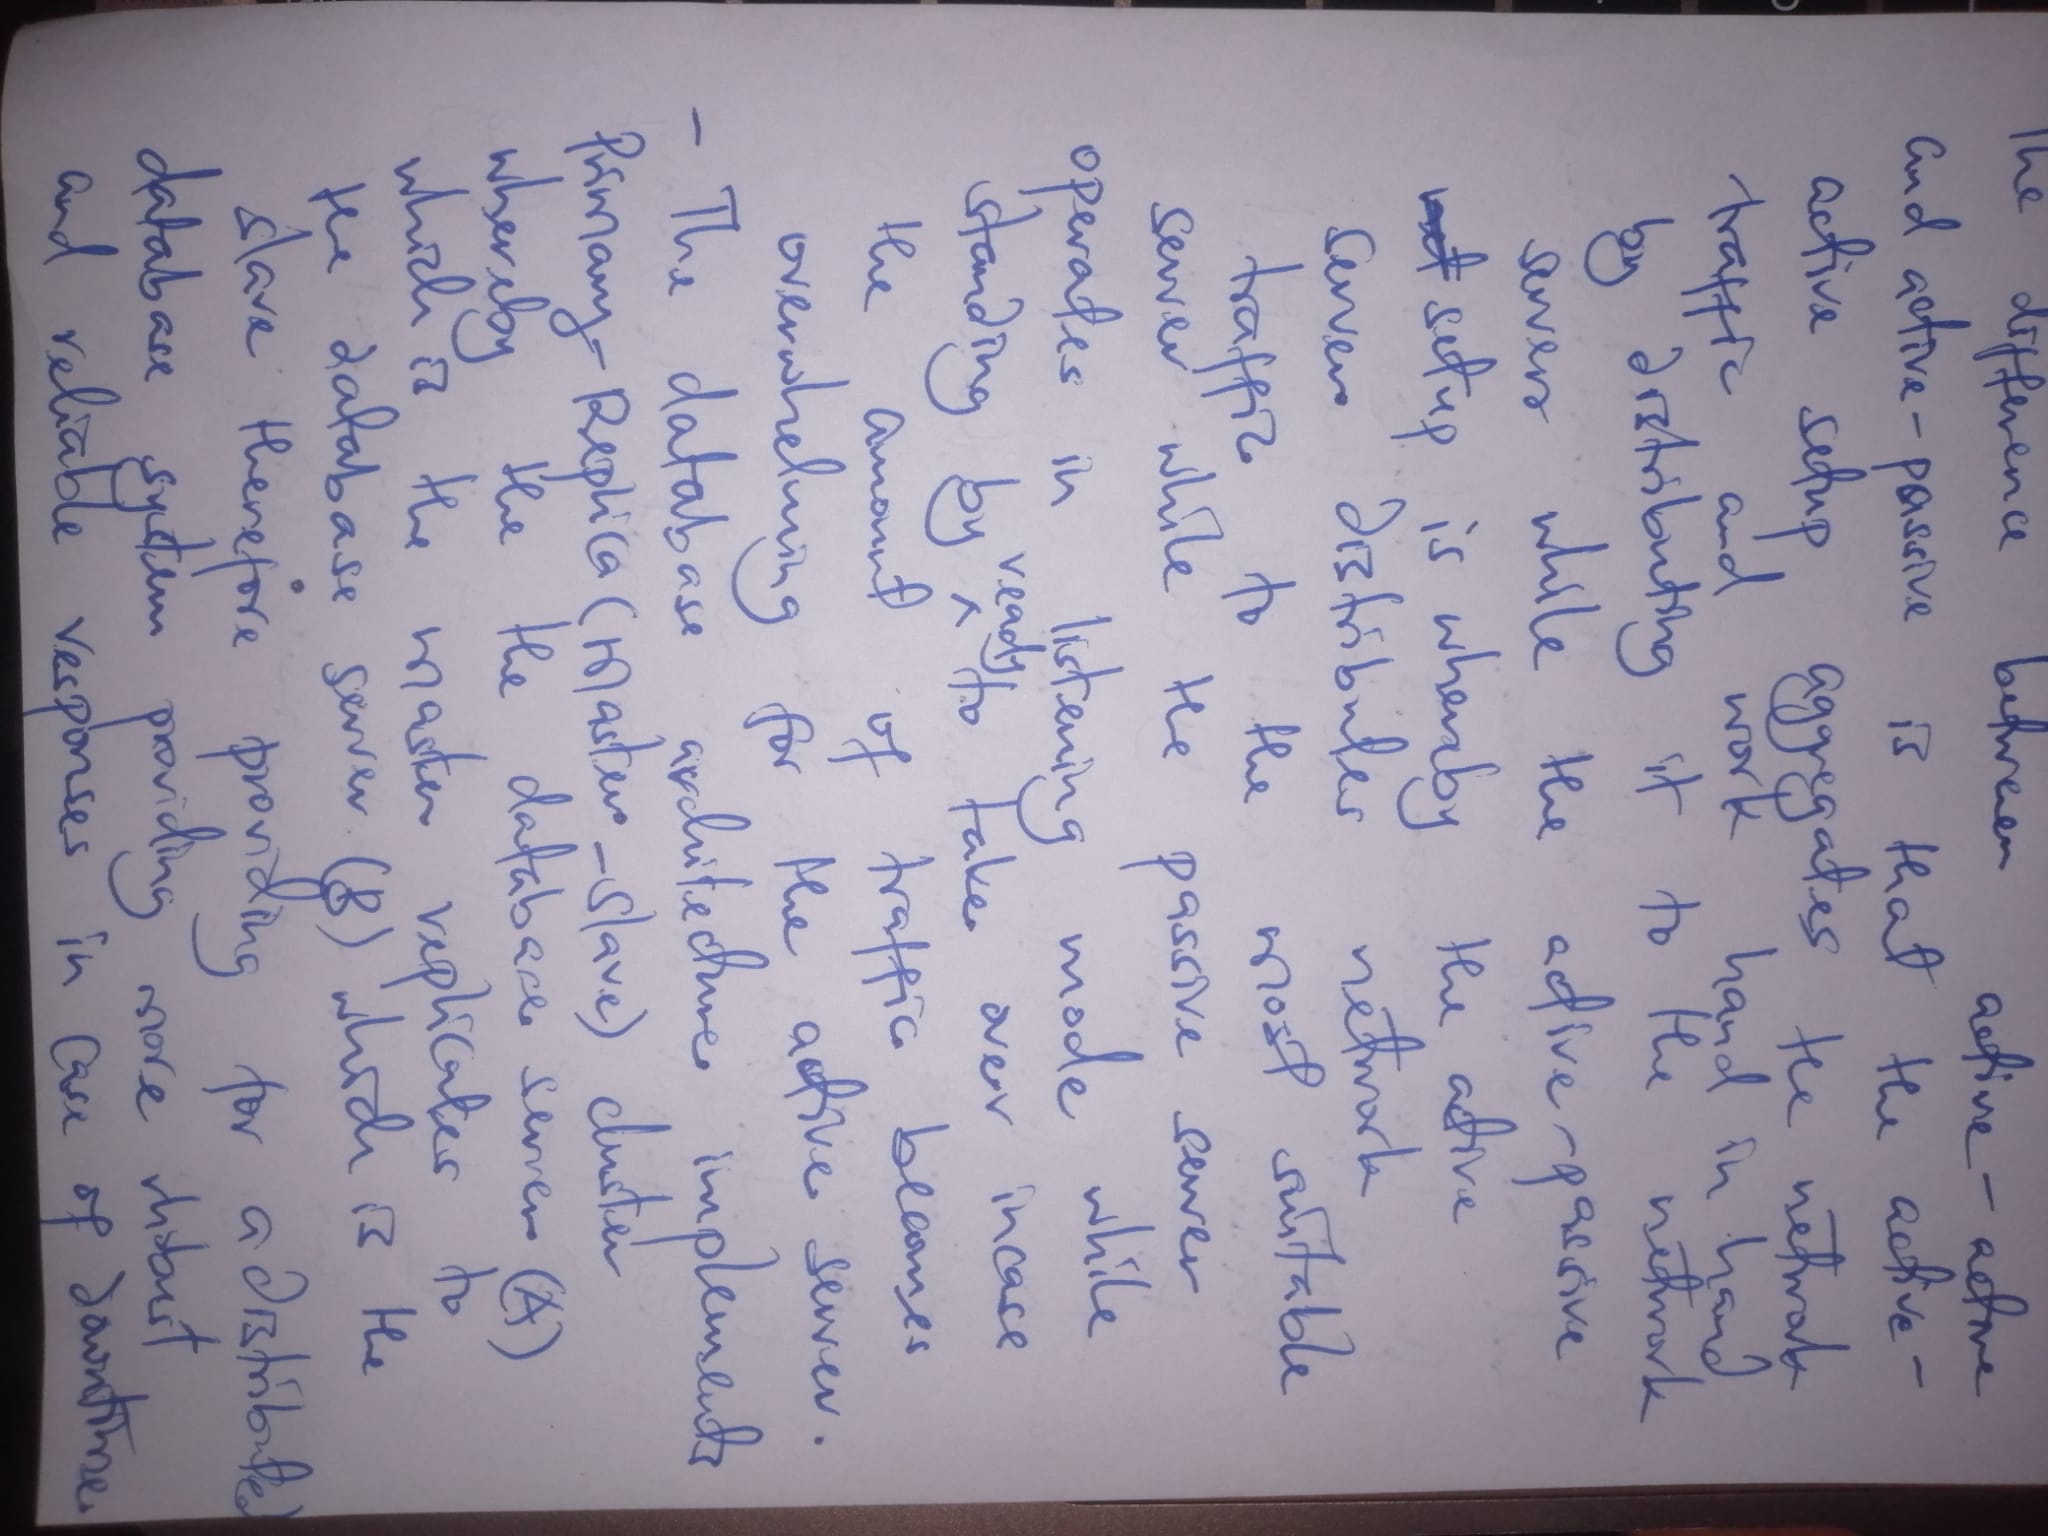 The difference between active-active
and active-passive is that the active-
active setup aggregates the network
traffic and work hand in hand
by distributing it to the network
servers while the active-passive
setup is whereby the active
server distributes network
traffic to the most suitable
server while the passive server
operates in listening mode while
standing by ready to take over incase
the amount of traffic becomes
overwhelming for the active server.
- The database architecture implements
Primary-Replica (Master-Slave) cluster
whereby the the database server (A)
which is the master replicates to
the database server (B) which is the
slave therefore providing for a distributed
database system providing more robust
and reliable responses in case of downtime